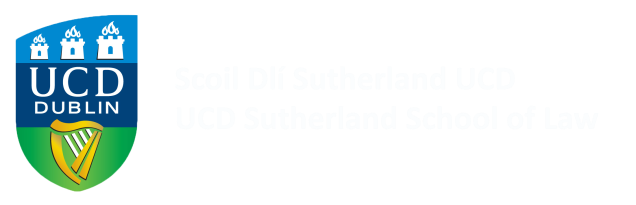 UCD
DUBLIN
Scoil Dlí Sutherland UCD
UCD Sutherland School of Law